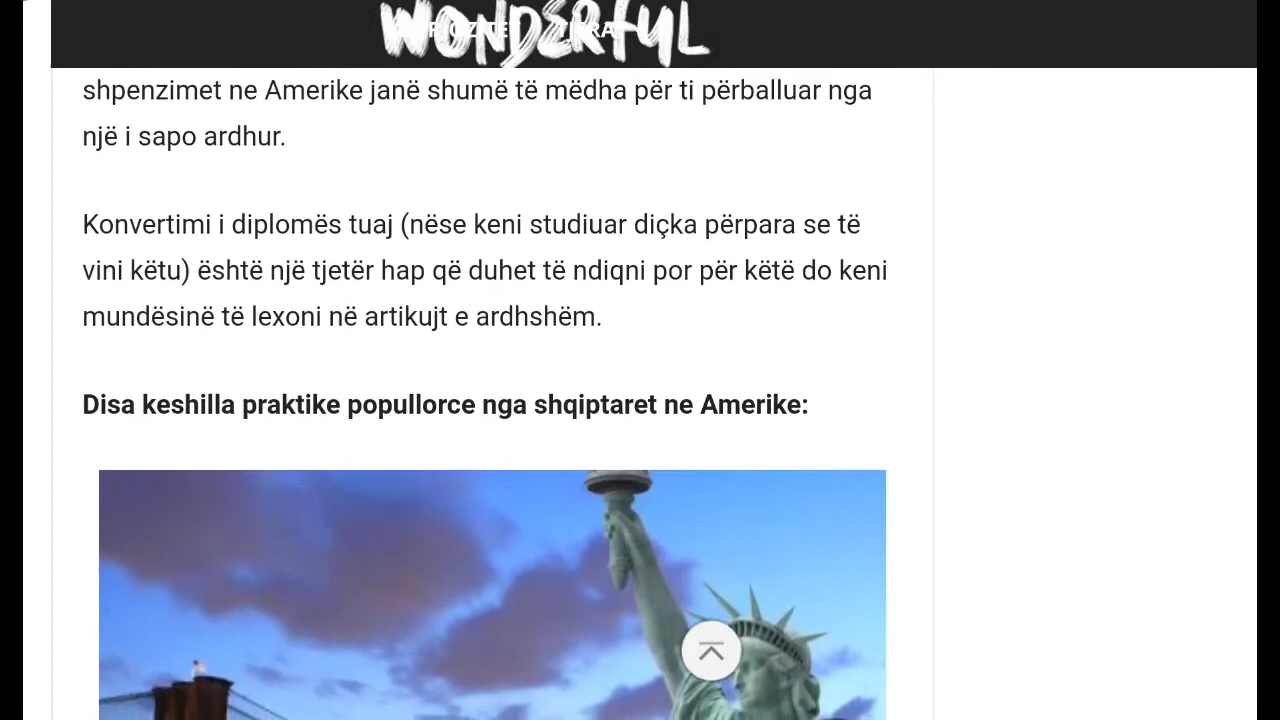 WONDERFUL
shpenzimet ne Amerike janë shumë të mëdha për ti përballuar nga
një i sapo ardhur.
Konvertimi i diplomës tuaj (nëse keni studiuar diçka përpara se të
vini këtu) është një tjetër hap që duhet të ndiqni por për këtë do keni
mundësinë të lexoni në artikujt e ardhshëm.
Disa keshilla praktike popullorce nga shqiptaret ne Amerike: